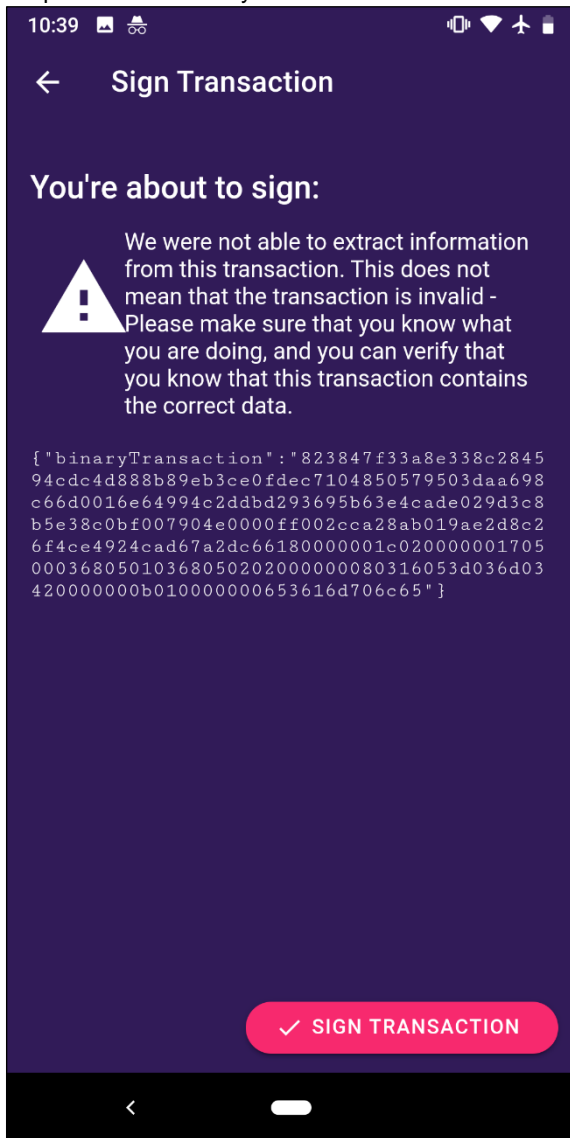 10:39
Sign Transaction
You're about to sign:
We were not able to extract information
from this transaction. This does not
mean that the transaction is invalid -
Please make sure that you know what
you are doing, and you can verify that
you know that this transaction contains
the correct data.
{"binaryTransaction":"823847f33a8e338c2845
94cdc4d888b89eb3ce0fdec7104850579503daa698
c66d0016e64994c2ddbd293695b63e4cade029d3c8
b5e38c0bf007904e0000ff002cca28ab019ae2d8c2
6f4ce4924cad67a2dc66180000001c020000001705
000368050103680502020000000080316053d036d03
420000000b010000000653616d706c65"}
SIGN TRANSACTION